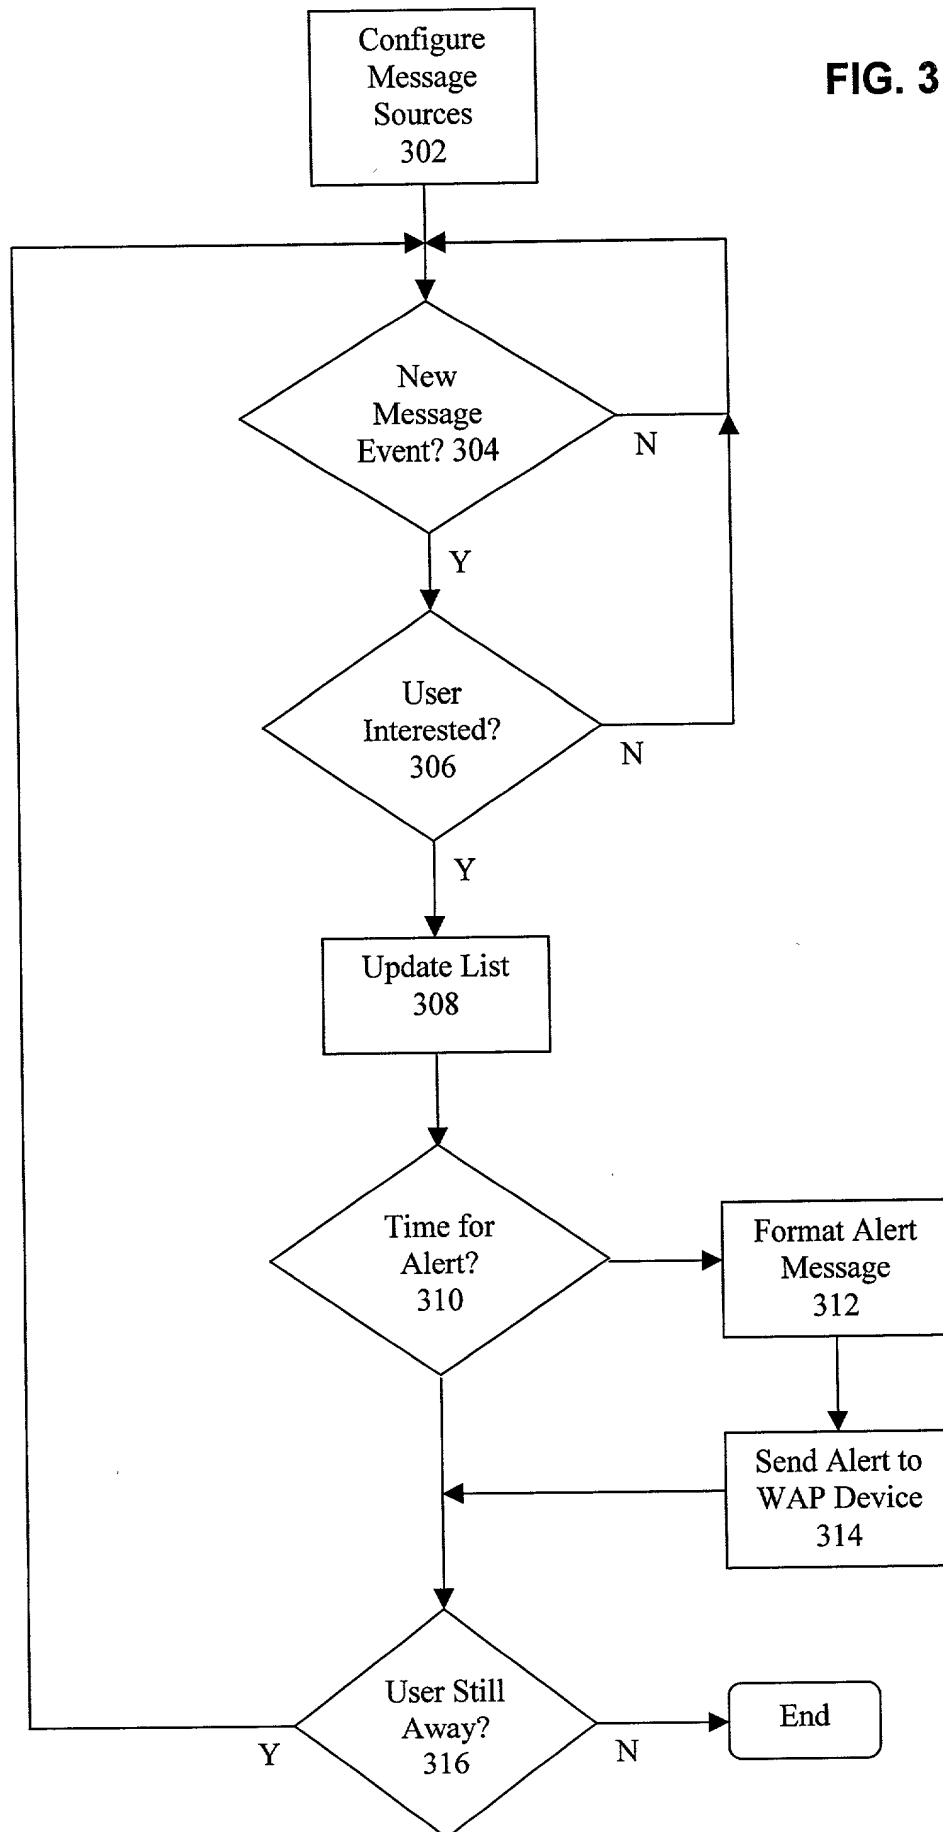 FIG. 3
Configure
Message
Sources
302
New
Message
Event? 304
N
Y
User
Interested?
306
N
Y
Update List
308
Time for
Alert?
310
Format Alert
Message
312
Send Alert to
WAP Device
314
User Still
Away?
316
Y
N
End